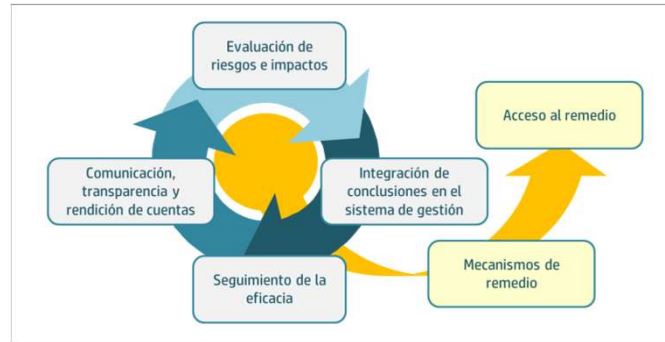 Evaluación de
riesgos e impactos
Acceso al remedio
Comunicación,
transparencia y
rendición de cuentas
Integración de
conclusiones en el
sistema de gestión
Seguimiento de la
eficacia
Mecanismos de
remedio